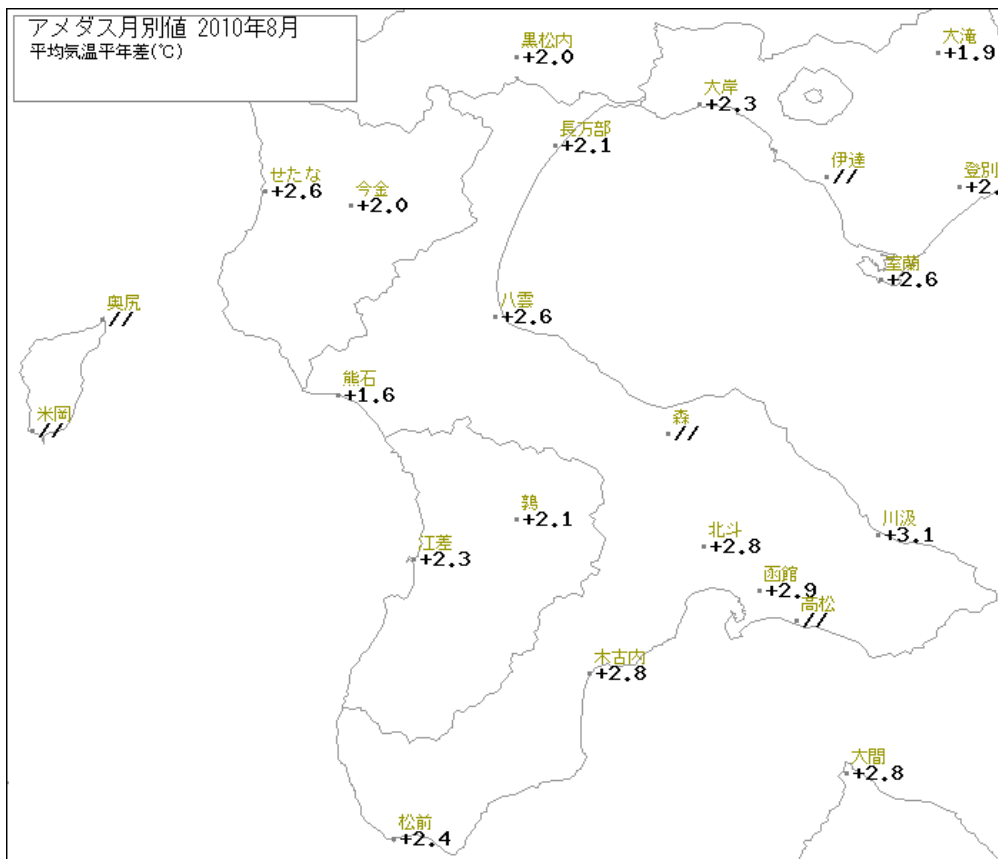 アメダス月別値 2010年8月
平均気温平年差(℃)
黒松内
+2.0
大滝
+1.9
大岸
+2.3
長万部
+2.1
伊達
//
登別
+2.
せたな
+2.6
今金
+2.0
室蘭
+2.6
奥尻
//
八雲
+2.6
熊石
+1.6
米岡
//
森
//
鶉
+2.1
川汲
+3.1
北斗
+2.8
江差
+2.3
函館
+2.9
高松
//
木古内
+2.8
大間
+2.8
松前
+2.4